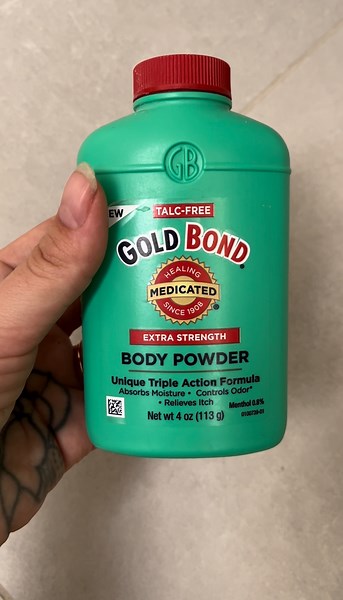 GB
NEW
TALC-FREE
GOLD BOND®
HEALING
MEDICATED®
SINCE 1908
EXTRA STRENGTH
BODY POWDER
Unique Triple Action Formula
Absorbs Moisture • Controls Odor*
• Relieves Itch
Menthol 0.8%
Net wt 4 oz (113 g)